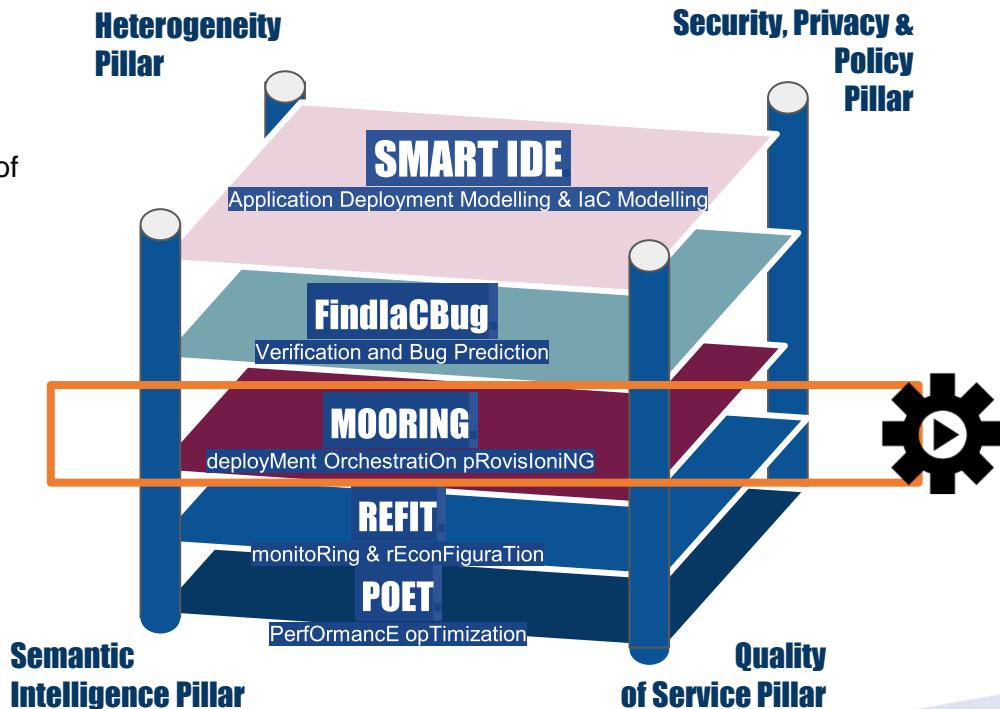 Heterogeneity
Pillar
Security, Privacy &
Policy
Pillar
of
SMART IDE
Application Deployment Modelling & IaC Modelling
FindIaCBug
Verification and Bug Prediction
MOORING
deployMent OrchestratiOn pRovisIoniNG
REFIT
monitoRing & rEconFiguraTion
POET
PerfOrmancE opTimization
Semantic
Intelligence Pillar
Quality
of Service Pillar